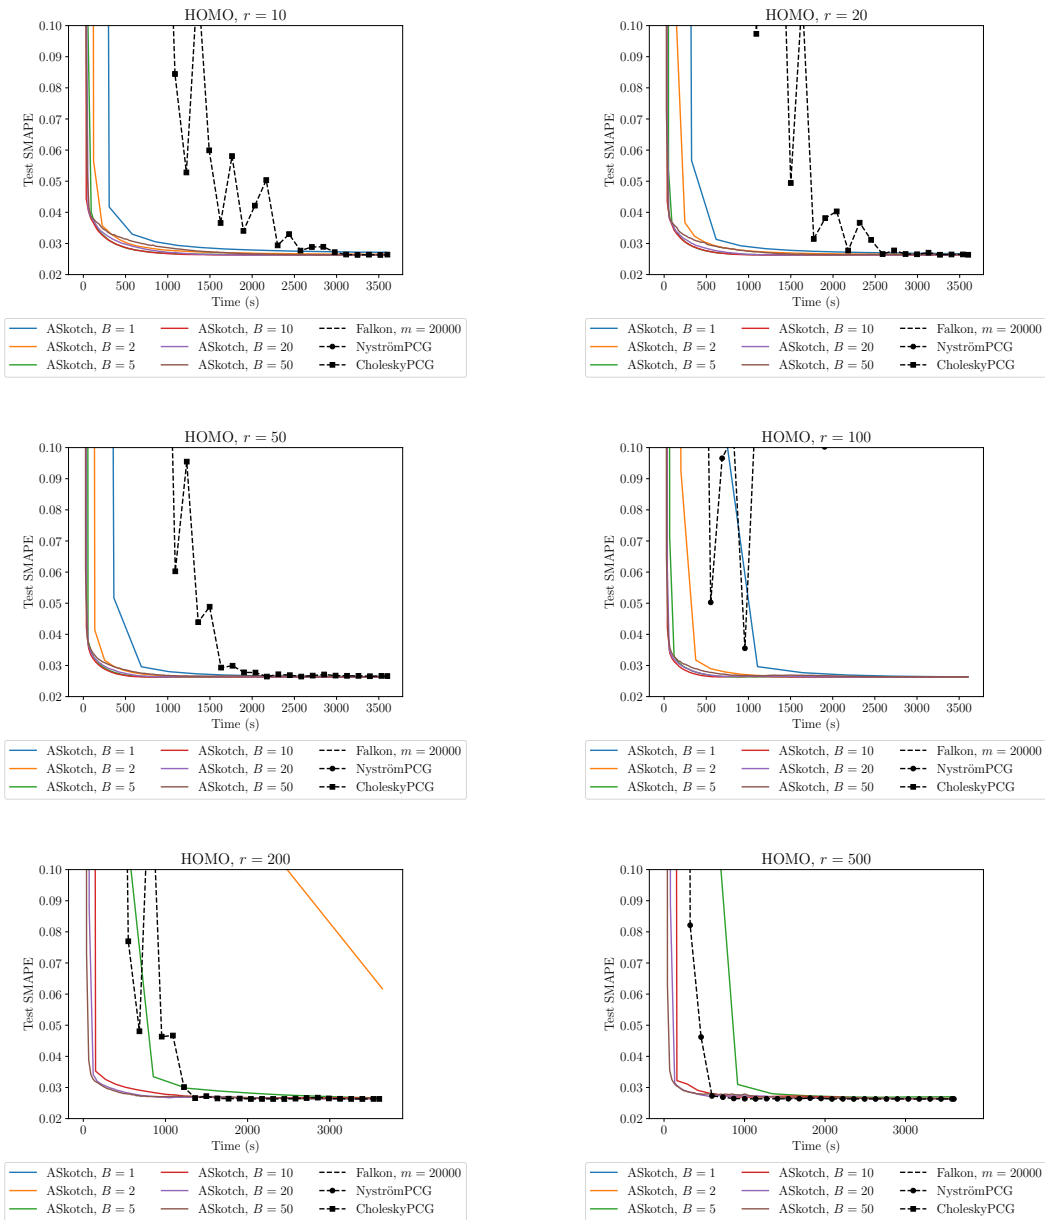 HOMO, r = 10
0.10
0.09
0.08
0.07
0.06
0.05
0.04
0.03
0.02
Test SMAPE
0 500 1000 1500 2000 2500 3000 3500
Time (s)
ASkotch, B = 1 ASkotch, B = 10 Falkon, m = 20000
ASkotch, B = 2 ASkotch, B = 20 NyströmPCG
ASkotch, B = 5 ASkotch, B = 50 CholeskyPCG
HOMO, r = 20
0.10
0.09
0.08
0.07
0.06
0.05
0.04
0.03
0.02
Test SMAPE
0 500 1000 1500 2000 2500 3000 3500
Time (s)
ASkotch, B = 1 ASkotch, B = 10 Falkon, m = 20000
ASkotch, B = 2 ASkotch, B = 20 NyströmPCG
ASkotch, B = 5 ASkotch, B = 50 CholeskyPCG
HOMO, r = 50
0.10
0.09
0.08
0.07
0.06
0.05
0.04
0.03
0.02
Test SMAPE
0 500 1000 1500 2000 2500 3000 3500
Time (s)
ASkotch, B = 1 ASkotch, B = 10 Falkon, m = 20000
ASkotch, B = 2 ASkotch, B = 20 NyströmPCG
ASkotch, B = 5 ASkotch, B = 50 CholeskyPCG
HOMO, r = 100
0.10
0.09
0.08
0.07
0.06
0.05
0.04
0.03
0.02
Test SMAPE
0 500 1000 1500 2000 2500 3000 3500
Time (s)
ASkotch, B = 1 ASkotch, B = 10 Falkon, m = 20000
ASkotch, B = 2 ASkotch, B = 20 NyströmPCG
ASkotch, B = 5 ASkotch, B = 50 CholeskyPCG
HOMO, r = 200
0.10
0.09
0.08
0.07
0.06
0.05
0.04
0.03
0.02
Test SMAPE
0 1000 2000 3000
Time (s)
ASkotch, B = 1 ASkotch, B = 10 Falkon, m = 20000
ASkotch, B = 2 ASkotch, B = 20 NyströmPCG
ASkotch, B = 5 ASkotch, B = 50 CholeskyPCG
HOMO, r = 500
0.10
0.09
0.08
0.07
0.06
0.05
0.04
0.03
0.02
Test SMAPE
0 1000 2000 3000
Time (s)
ASkotch, B = 1 ASkotch, B = 10 Falkon, m = 20000
ASkotch, B = 2 ASkotch, B = 20 NyströmPCG
ASkotch, B = 5 ASkotch, B = 50 CholeskyPCG